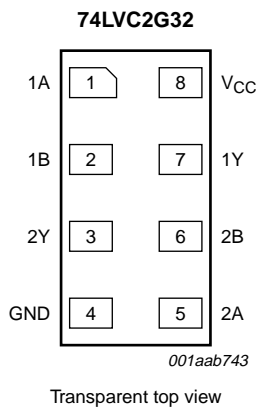 74LVC2G32
1A 1 8 VCC
1B 2 7 1Y
2Y 3 6 2B
GND 4 5 2A
001aab743
Transparent top view